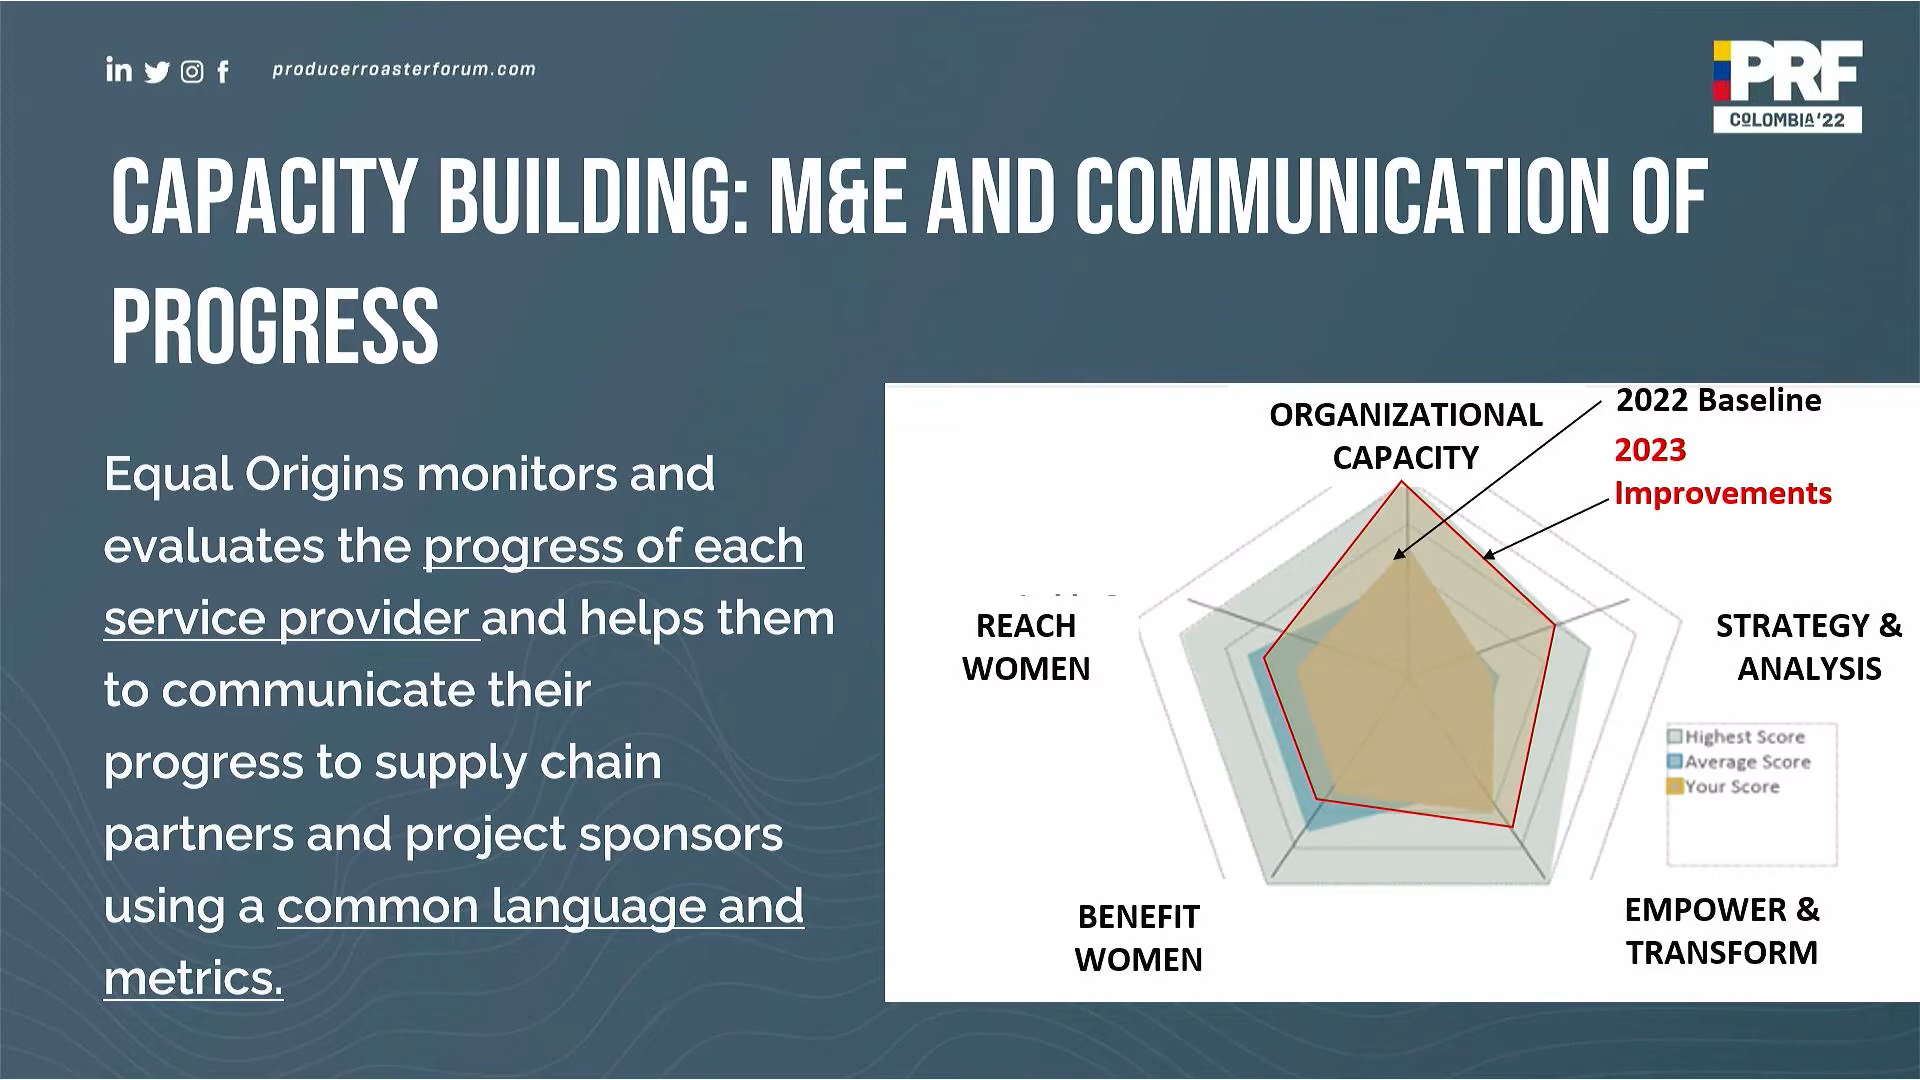 in f producerroasterforum.com
PRF
COLOMBIA'22
CAPACITY BUILDING: M&E AND COMMUNICATION OF
PROGRESS
Equal Origins monitors and
evaluates the progress of each
service provider and helps them
to communicate their
progress to supply chain
partners and project sponsors
using a common language and
metrics.
ORGANIZATIONAL
CAPACITY
2022 Baseline
2023
Improvements
REACH
WOMEN
STRATEGY &
ANALYSIS
Highest Score
Average Score
Your Score
BENEFIT
WOMEN
EMPOWER &
TRANSFORM